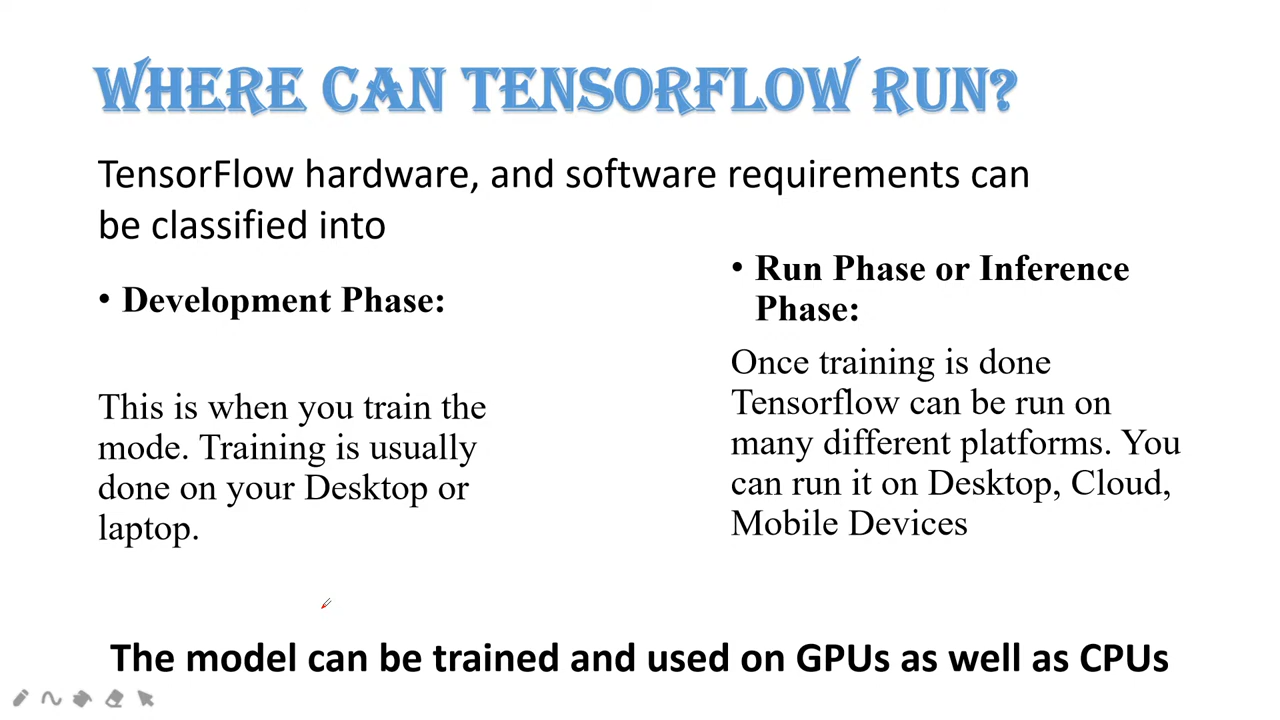 WHERE CAN TENSORFLOW RUN?
TensorFlow hardware, and software requirements can
be classified into
• Development Phase:
This is when you train the
mode. Training is usually
done on your Desktop or
laptop.
• Run Phase or Inference
Phase:
Once training is done
Tensorflow can be run on
many different platforms. You
can run it on Desktop, Cloud,
Mobile Devices
The model can be trained and used on GPUs as well as CPUs